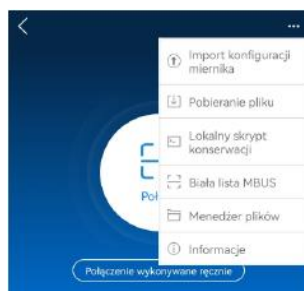 Import konfiguracji
miernika
Pobieranie pliku
Lokalny skrypt
konserwacji
Biała lista MBUS
Menedżer plików
Informacje
Połączenie wykonywane ręcznie